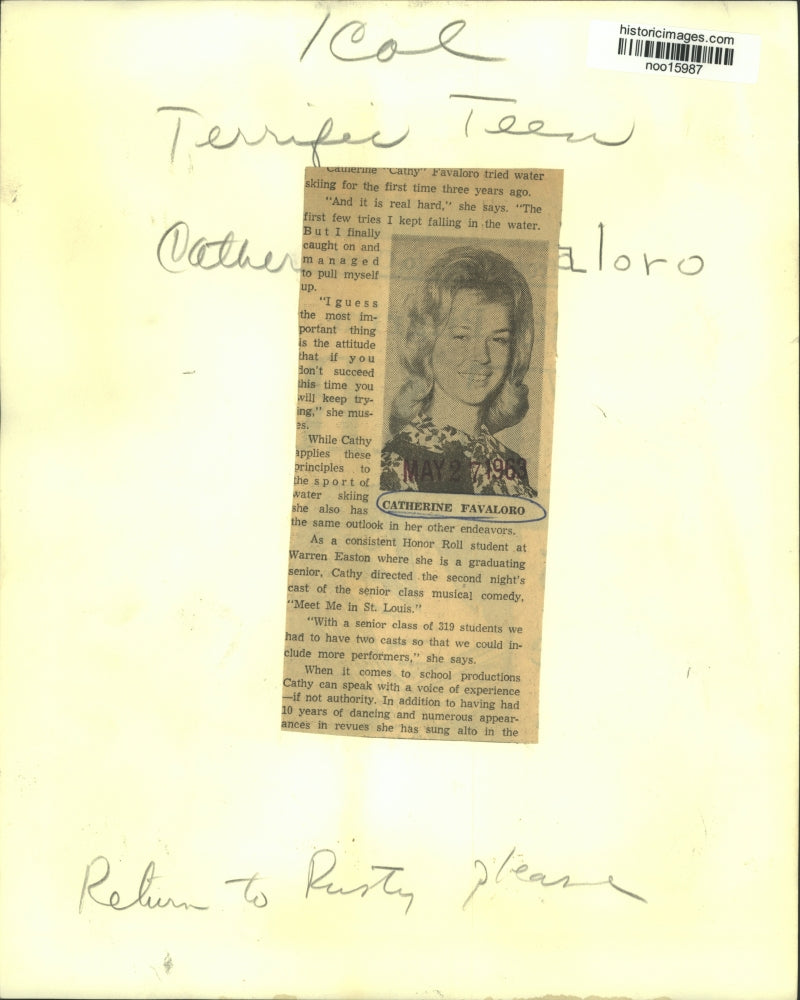 1 Col
historicimages.com
noo15987
Terrific Teen
Catherine "Cathy" Favaloro tried water
skiing for the first time three years ago.
"And it is real hard," she says. "The
first few tries I kept falling in the water.
But I finally
caught on and
managed
to pull myself
up.
Cather aloro
"I guess
the most im-
portant thing
is the attitude
that if you
don't succeed
this time you
will keep try-
ing," she mus-
es.
While Cathy
applies these
principles to
the sport of
water skiing
she also has
MAY 27 1963
CATHERINE FAVALORO
the same outlook in her other endeavors.
As a consistent Honor Roll student at
Warren Easton where she is a graduating
senior, Cathy directed the second night's
cast of the senior class musical comedy,
"Meet Me in St. Louis."
"With a senior class of 319 students we
had to have two casts so that we could in-
clude more performers," she says.
When it comes to school productions
Cathy can speak with a voice of experience
—if not authority. In addition to having had
10 years of dancing and numerous appear-
ances in revues she has sung alto in the
Return to Rusty please